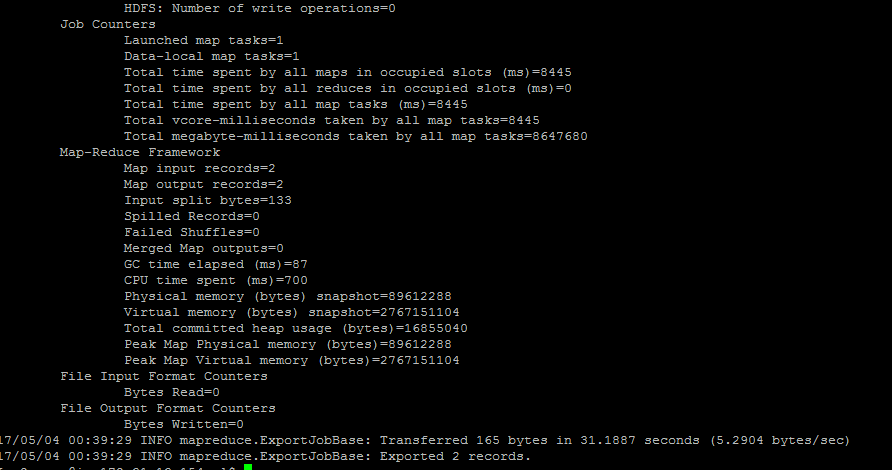 HDFS: Number of write operations=0
Job Counters
Launched map tasks=1
Data-local map tasks=1
Total time spent by all maps in occupied slots (ms)=8445
Total time spent by all reduces in occupied slots (ms)=0
Total time spent by all map tasks (ms)=8445
Total vcore-milliseconds taken by all map tasks=8445
Total megabyte-milliseconds taken by all map tasks=8647680
Map-Reduce Framework
Map input records=2
Map output records=2
Input split bytes=133
Spilled Records=0
Failed Shuffles=0
Merged Map outputs=0
GC time elapsed (ms)=87
CPU time spent (ms)=700
Physical memory (bytes) snapshot=89612288
Virtual memory (bytes) snapshot=2767151104
Total committed heap usage (bytes)=16855040
Peak Map Physical memory (bytes)=89612288
Peak Map Virtual memory (bytes)=2767151104
File Input Format Counters
Bytes Read=0
File Output Format Counters
Bytes Written=0
17/05/04 00:39:29 INFO mapreduce.ExportJobBase: Transferred 165 bytes in 31.1887 seconds (5.2904 bytes/sec)
17/05/04 00:39:29 INFO mapreduce.ExportJobBase: Exported 2 records.